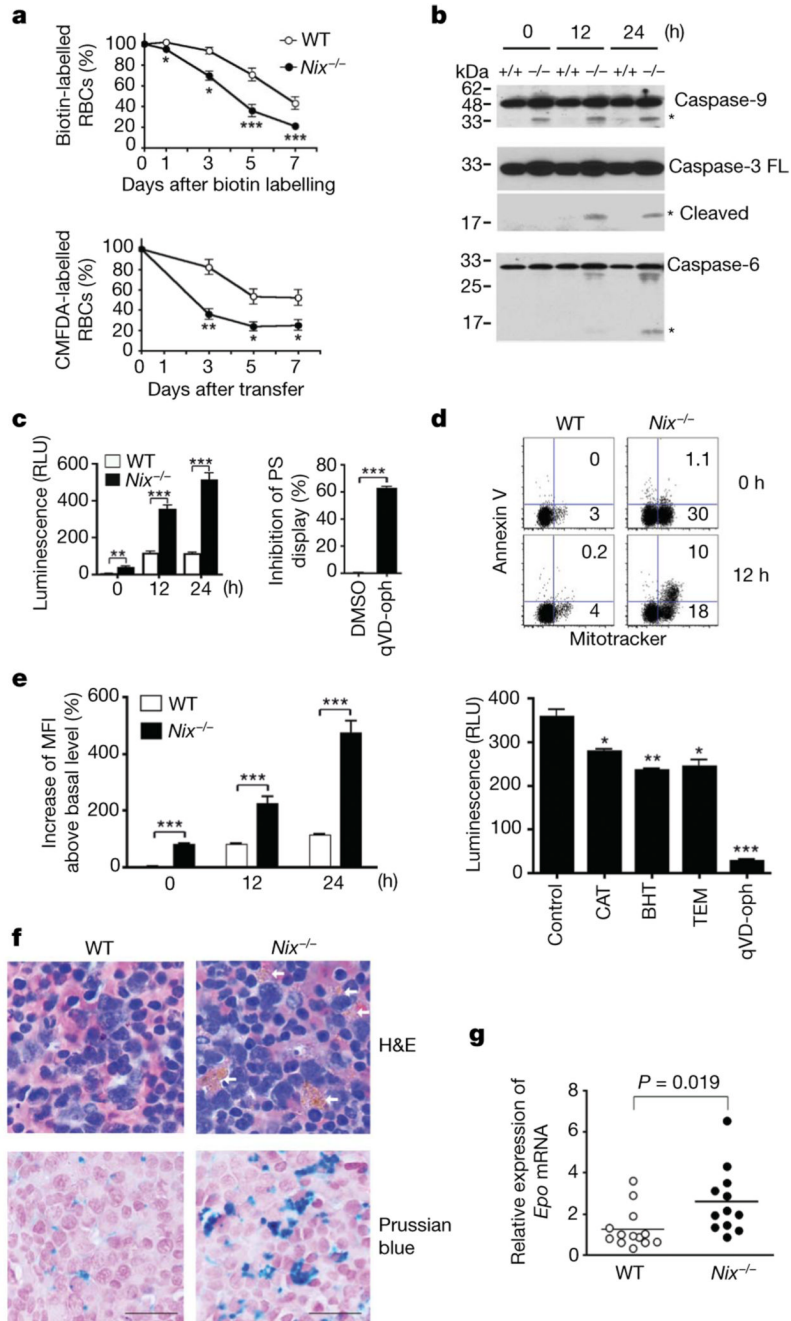 a
Biotin-labelled
RBCs (%)
100
80
60
40
20
0
WT
Nix–/–
*
*
***
***
0 1 3 5 7
Days after biotin labelling
CMFDA-labelled
RBCs (%)
100
80
60
40
20
0
**
*
*
0 1 3 5 7
Days after transfer
b
0 12 24 (h)
kDa +/+ –/– +/+ –/– +/+ –/–
62–
48–
33–
Caspase-9
*
33–
Caspase-3 FL
17–
* Cleaved
33–
25–
17–
Caspase-6
*
c
Luminescence (RLU)
600
400
200
0
WT
Nix–/–
**
***
***
0 12 24 (h)
Inhibition of PS
display (%)
80
60
40
20
0
***
DMSO
qVD-oph
d
WT Nix–/–
Annexin V
0 1.1
3 30
0 h
0.2 10
4 18
12 h
Mitotracker
e
Increase of MFI
above basal level (%)
600
400
200
0
WT
Nix–/–
***
***
***
0 12 24 (h)
Luminescence (RLU)
400
300
200
100
0
*
**
*
***
Control
CAT
BHT
TEM
qVD-oph
f
WT Nix–/–
H&E
Prussian
blue
g
Relative expression of
Epo mRNA
8
6
4
2
0
P = 0.019
WT Nix–/–